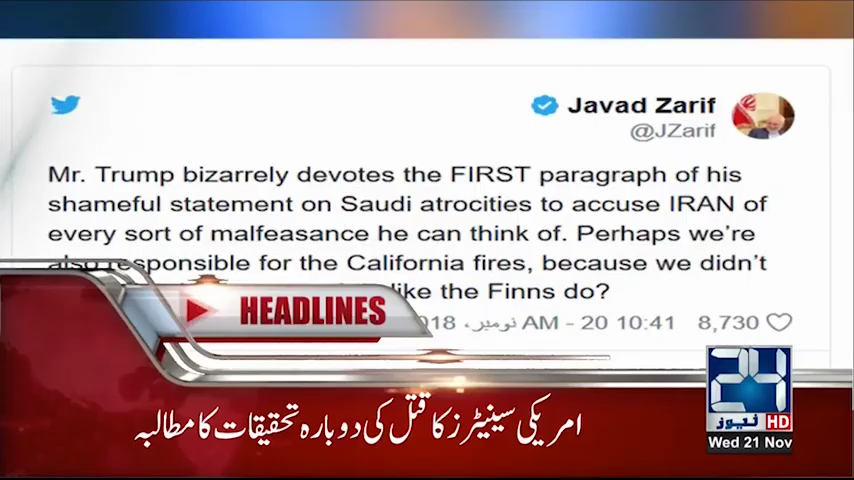 Javad Zarif
@JZarif
Mr. Trump bizarrely devotes the FIRST paragraph of his
shameful statement on Saudi atrocities to accuse IRAN of
every sort of malfeasance he can think of. Perhaps we're
also responsible for the California fires, because we didn't
like the Finns do?
10:41 AM - 20 نومبر، 018
8,730
HEADLINES
امریکی سینیٹرز کا قتل کی دوبارہ تحقیقات کا مطالبہ
24
نیوز HD
Wed 21 Nov